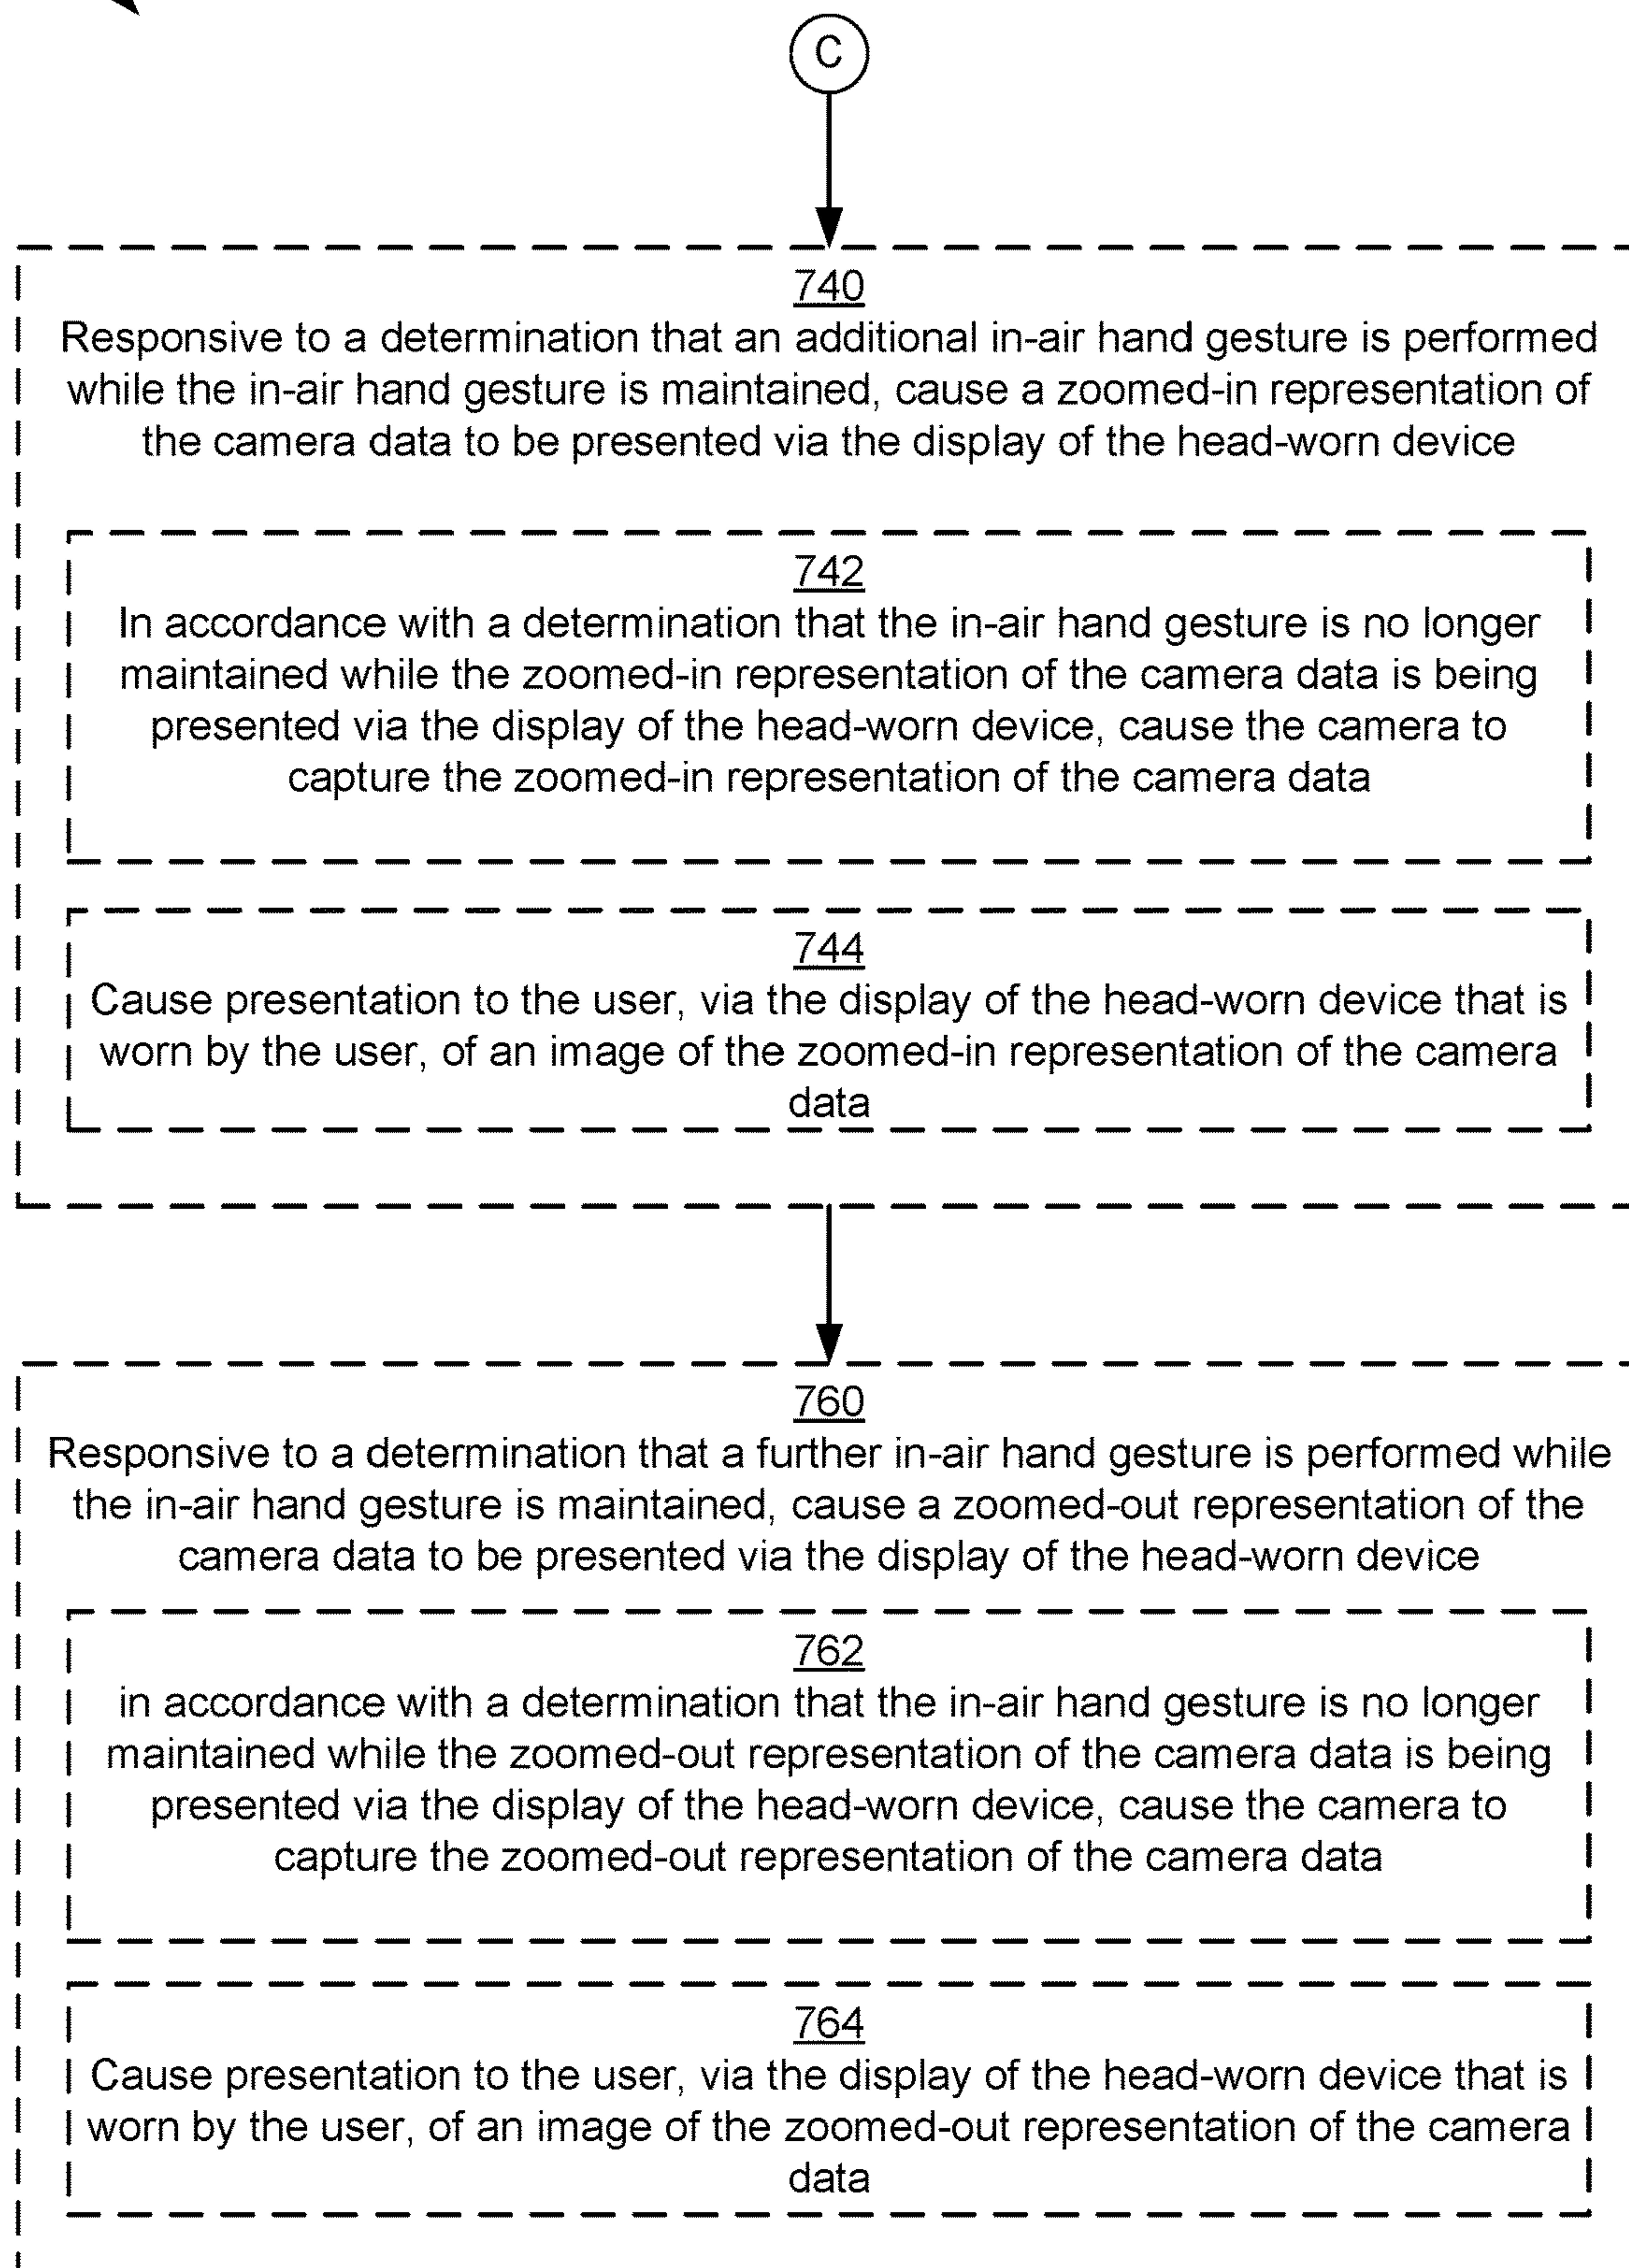 C
740
Responsive to a determination that an additional in-air hand gesture is performed
while the in-air hand gesture is maintained, cause a zoomed-in representation of
the camera data to be presented via the display of the head-worn device
742
In accordance with a determination that the in-air hand gesture is no longer
maintained while the zoomed-in representation of the camera data is being
presented via the display of the head-worn device, cause the camera to
capture the zoomed-in representation of the camera data
744
Cause presentation to the user, via the display of the head-worn device that is
worn by the user, of an image of the zoomed-in representation of the camera
data
760
Responsive to a determination that a further in-air hand gesture is performed while
the in-air hand gesture is maintained, cause a zoomed-out representation of the
camera data to be presented via the display of the head-worn device
762
in accordance with a determination that the in-air hand gesture is no longer
maintained while the zoomed-out representation of the camera data is being
presented via the display of the head-worn device, cause the camera to
capture the zoomed-out representation of the camera data
764
Cause presentation to the user, via the display of the head-worn device that is
worn by the user, of an image of the zoomed-out representation of the camera
data